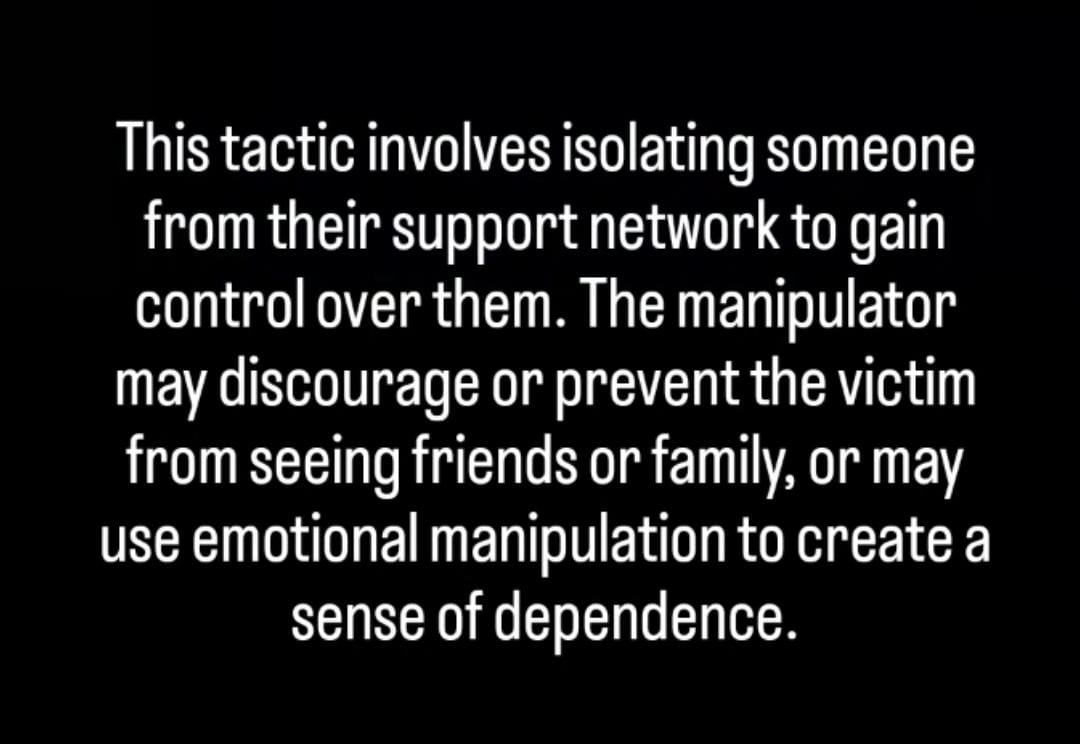 This tactic involves isolating someone
from their support network to gain
control over them. The manipulator
may discourage or prevent the victim
from seeing friends or family, or may
use emotional manipulation to create a
sense of dependence.